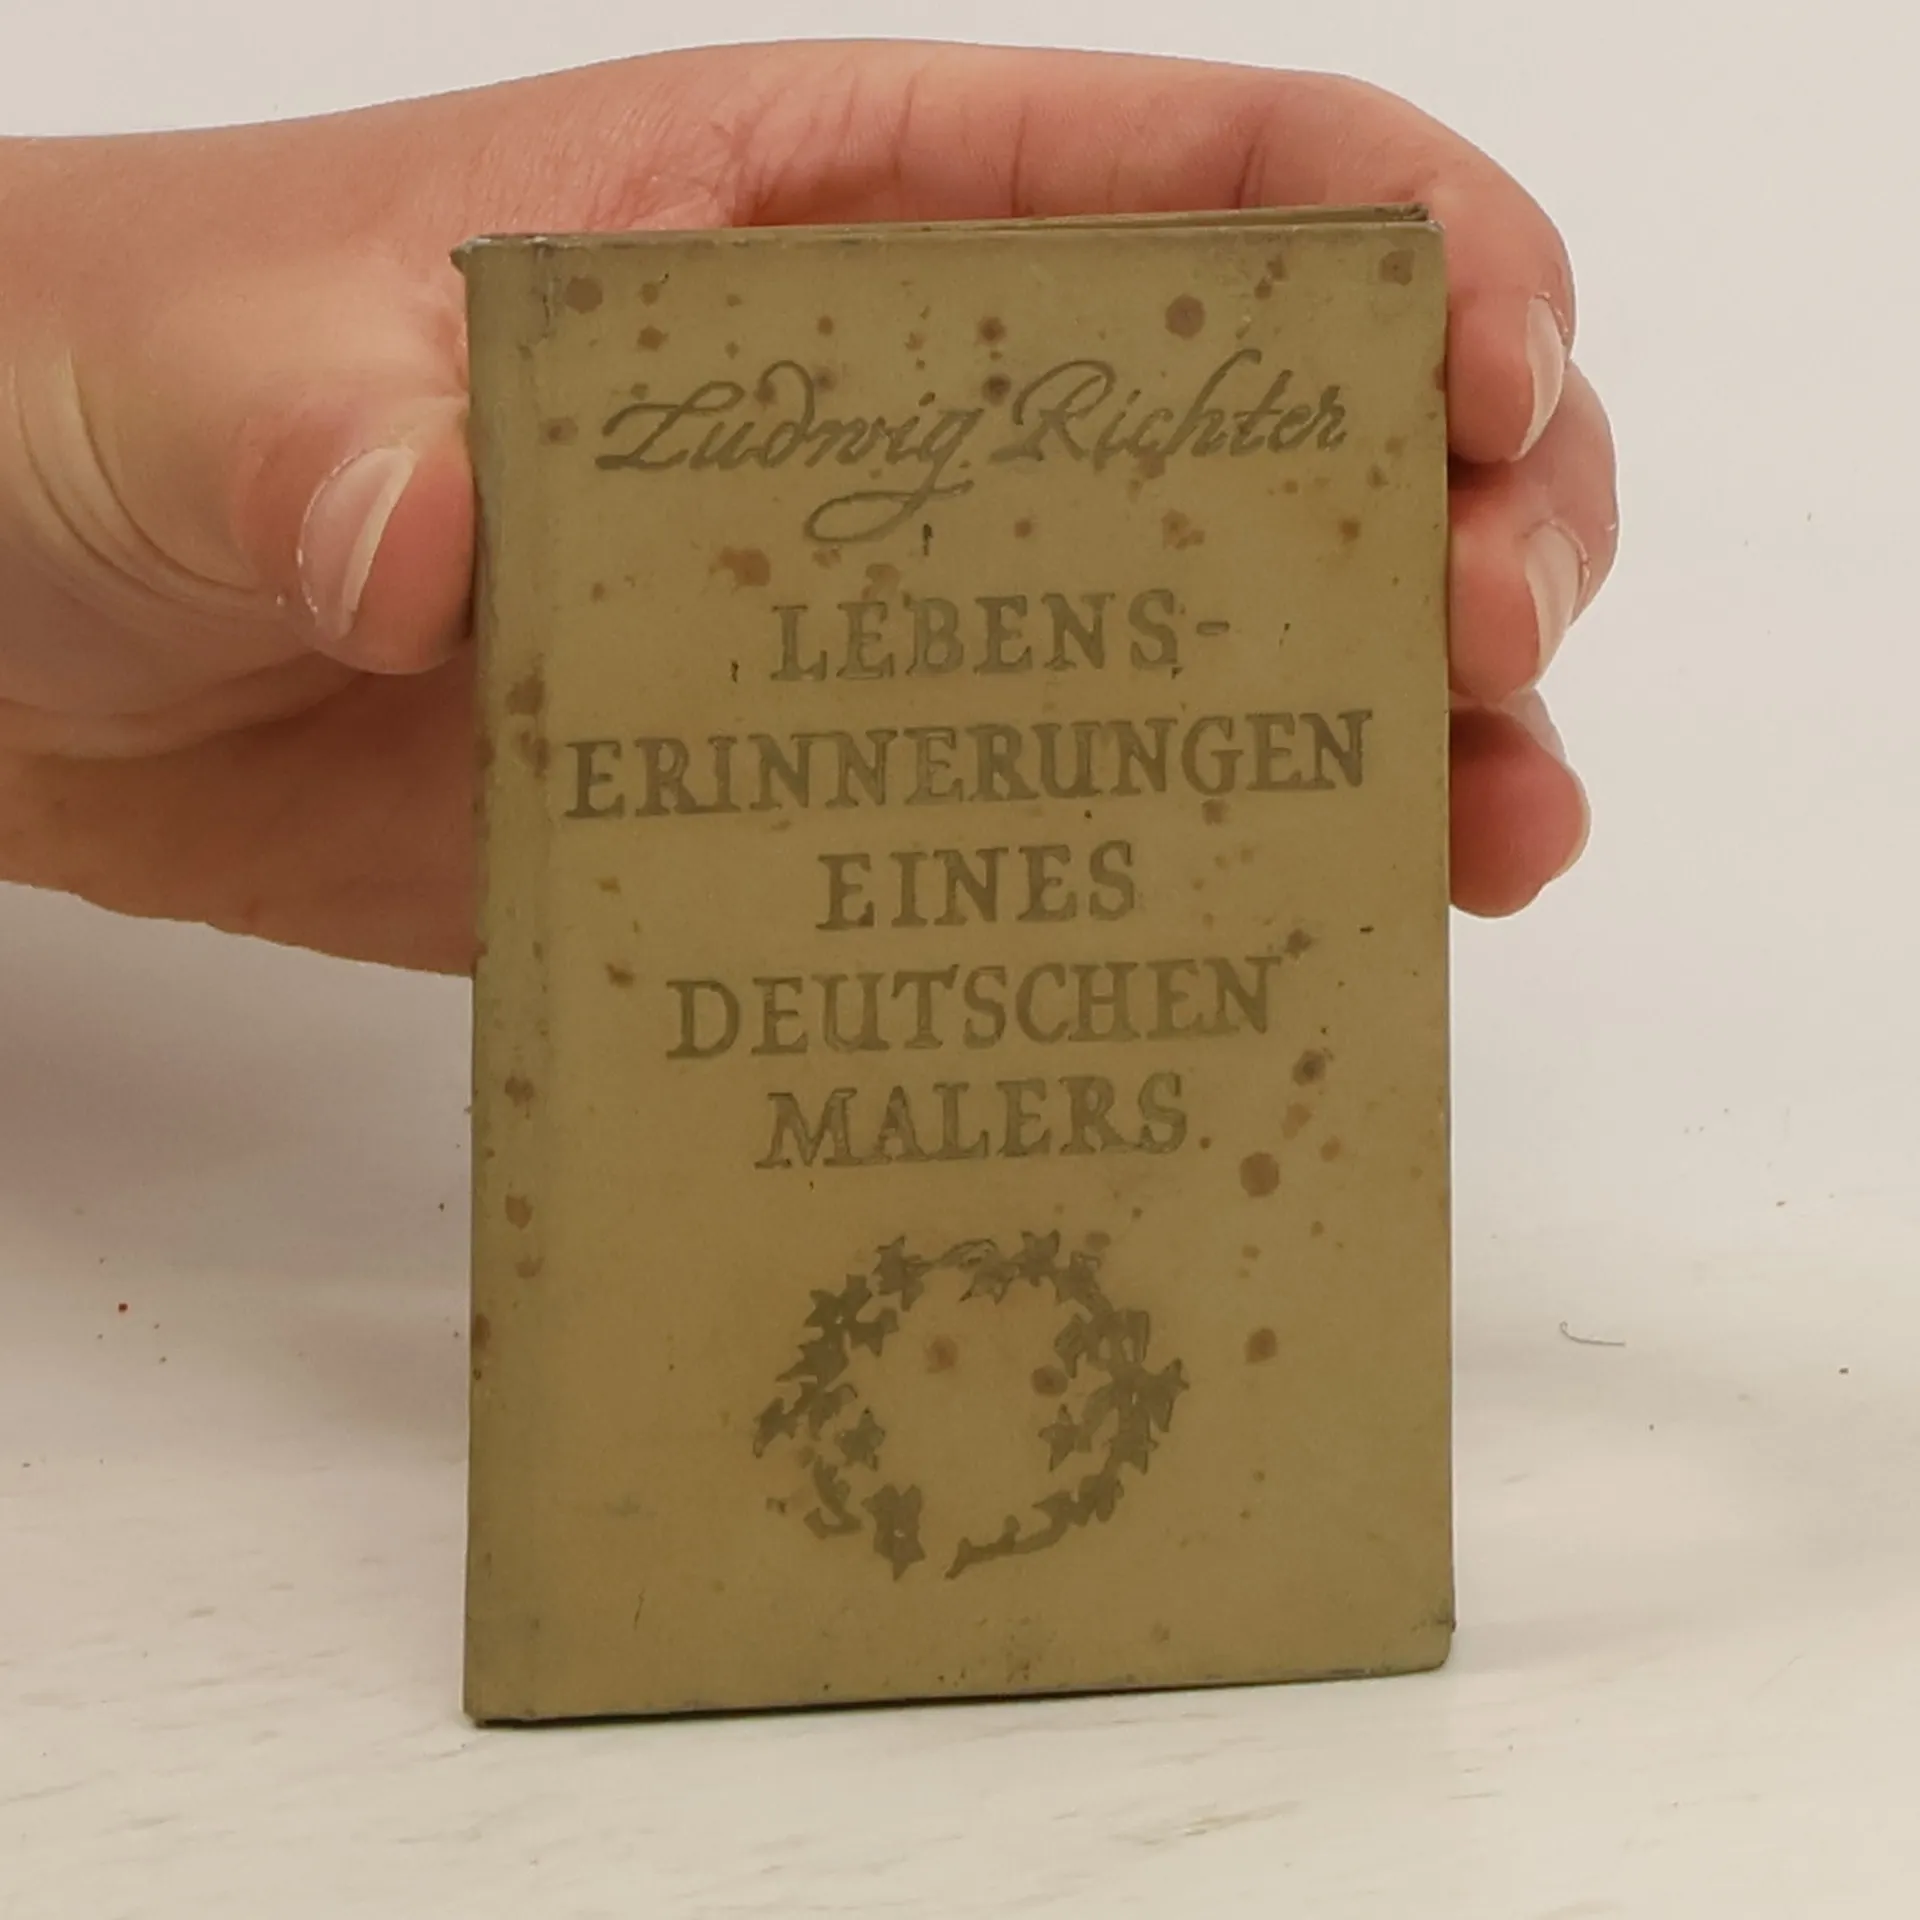 Ludwig Richter
LEBENS-
ERINNERUNGEN
EINES
DEUTSCHEN
MALERS